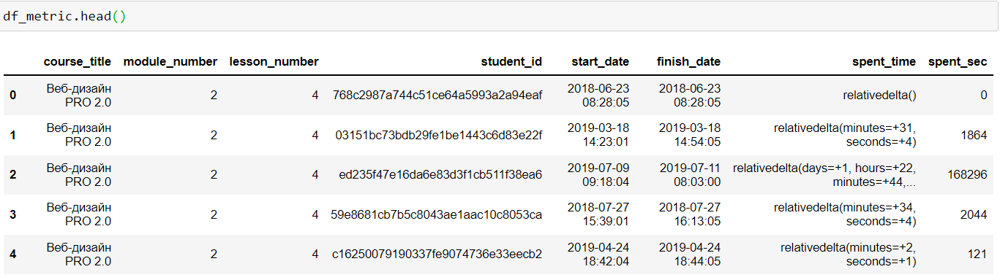 df_metric.head()
course_title module_number lesson_number student_id start_date finish_date spent_time spent_sec
0 Веб-дизайн PRO 2.0 2 4 768c2987a744c51ce64a5993a2a94eaf 2018-06-23 08:28:05 2018-06-23 08:28:05 relativedelta() 0
1 Веб-дизайн PRO 2.0 2 4 03151bc73bdb29fe1be1443c6d83e22f 2019-03-18 14:23:01 2019-03-18 14:54:05 relativedelta(minutes=+31, seconds=+4) 1864
2 Веб-дизайн PRO 2.0 2 4 ed235f47e16da6e83d3f1cb511f38ea6 2019-07-09 09:18:04 2019-07-11 08:03:00 relativedelta(days=+1, hours=+22, minutes=+44,... 168296
3 Веб-дизайн PRO 2.0 2 4 59e8681cb7b5c8043ae1aac10c8053ca 2018-07-27 15:39:01 2018-07-27 16:13:05 relativedelta(minutes=+34, seconds=+4) 2044
4 Веб-дизайн PRO 2.0 2 4 c16250079190337fe9074736e33eecb2 2019-04-24 18:42:04 2019-04-24 18:44:05 relativedelta(minutes=+2, seconds=+1) 121